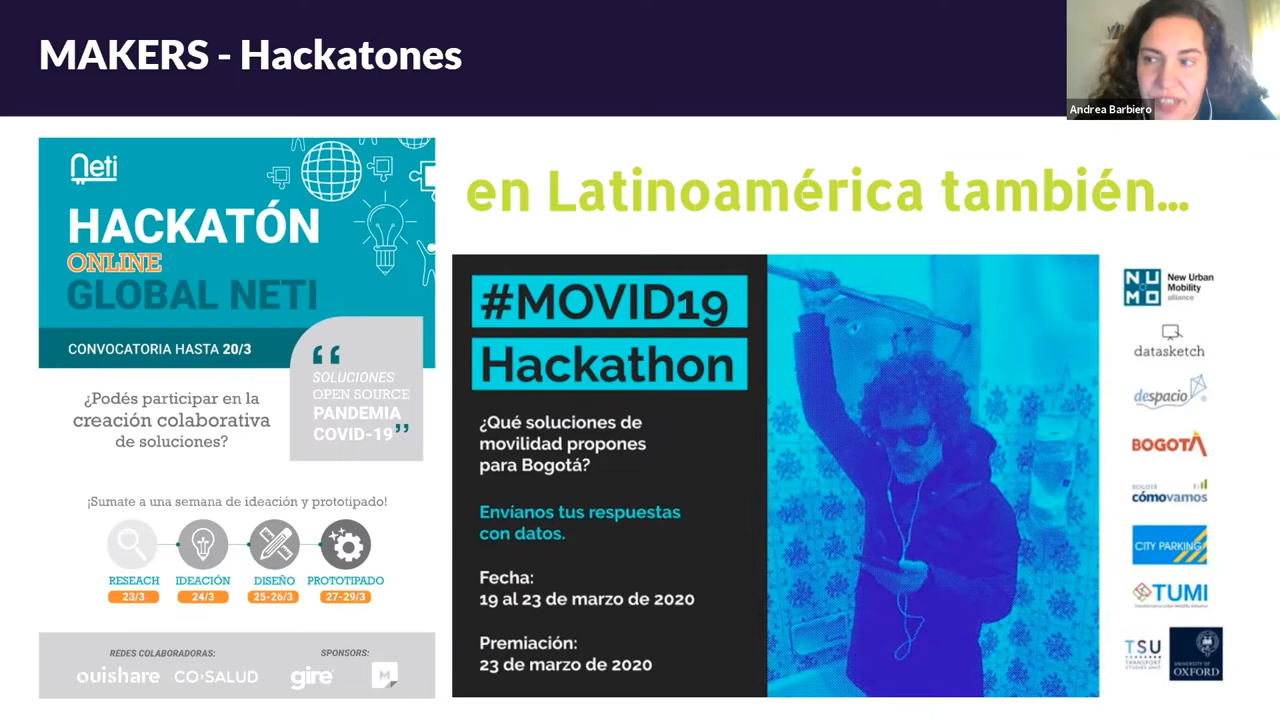 MAKERS - Hackatones
Andrea Barbiero
neti
HACKATÓN
ONLINE
GLOBAL NETI
CONVOCATORIA HASTA 20/3
“
SOLUCIONES
OPEN SOURCE
PANDEMIA
COVID-19”
¿Podés participar en la
creación colaborativa
de soluciones?
¡Sumate a una semana de ideación y prototipado!
RESEACH IDEACIÓN DISEÑO PROTOTIPADO
23/3 24/3 25-26/3 27-29/3
REDES COLABORADORAS: SPONSORS:
ouishare CO-SALUD gire M
en Latinoamérica también...
#MOVID19
Hackathon
¿Qué soluciones de
movilidad propones
para Bogotá?
Envíanos tus respuestas
con datos.
Fecha:
19 al 23 de marzo de 2020
Premiación:
23 de marzo de 2020
NUMO New Urban
Mobility
alliance
datasketch
despacio
BOGOTÁ
BOGOTÁ
cómovamos
CITY PARKING
TUMI
TSU
TRANSPORT
STUDIES UNIT
UNIVERSITY OF
OXFORD